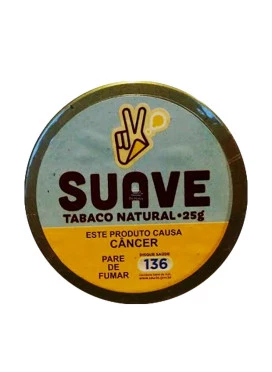 SUAVE
TABACO NATURAL•25g
ESTE PRODUTO CAUSA
CÂNCER
PARE
DE
FUMAR
DISQUE SAÚDE
136